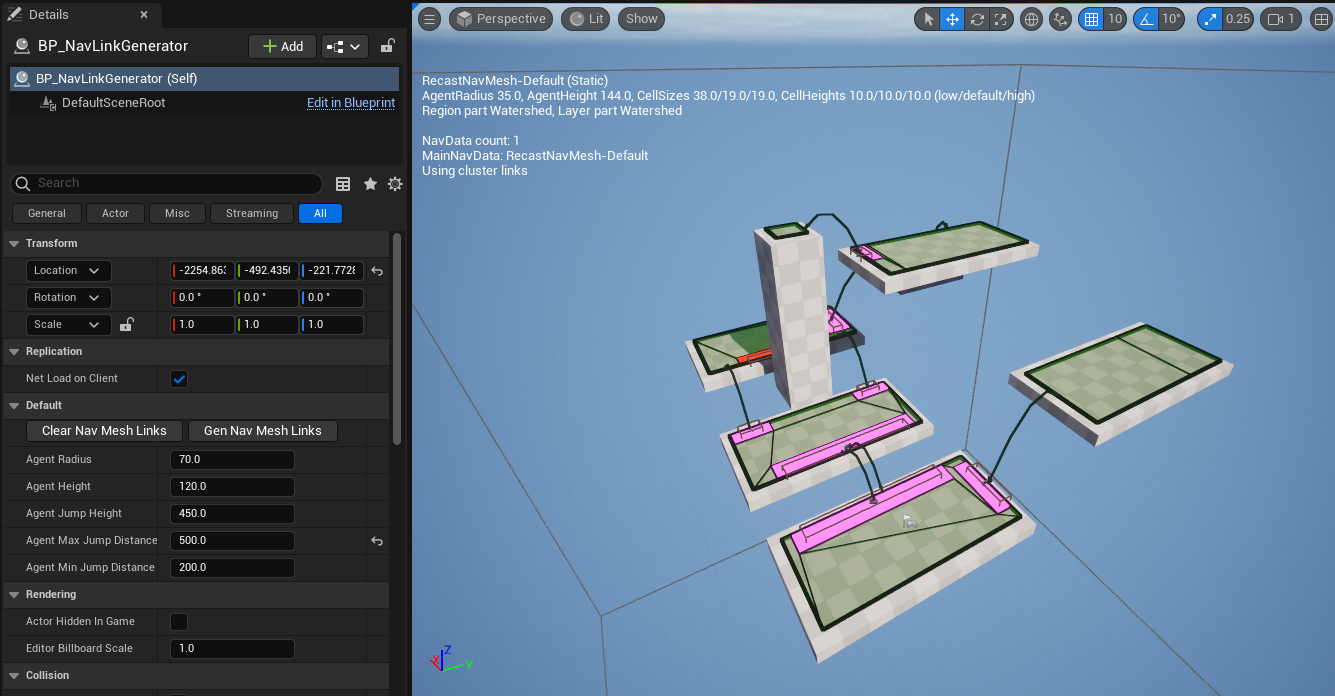 Details
BP_NavLinkGenerator
Add
BP_NavLinkGenerator (Self)
DefaultSceneRoot
Edit in Blueprint
Search
General
Actor
Misc
Streaming
All
Transform
Location
-2254.863
-492.4350
-221.7728
Rotation
0.0 °
0.0 °
0.0 °
Scale
1.0
1.0
1.0
Replication
Net Load on Client
Default
Clear Nav Mesh Links
Gen Nav Mesh Links
Agent Radius
70.0
Agent Height
120.0
Agent Jump Height
450.0
Agent Max Jump Distance
500.0
Agent Min Jump Distance
200.0
Rendering
Actor Hidden In Game
Editor Billboard Scale
1.0
Collision
Perspective
Lit
Show
10
10°
0.25
1
RecastNavMesh-Default (Static)
AgentRadius 35.0, AgentHeight 144.0, CellSizes 38.0/19.0/19.0, CellHeights 10.0/10.0/10.0 (low/default/high)
Region part Watershed, Layer part Watershed
NavData count: 1
MainNavData: RecastNavMesh-Default
Using cluster links
Z
X
Y